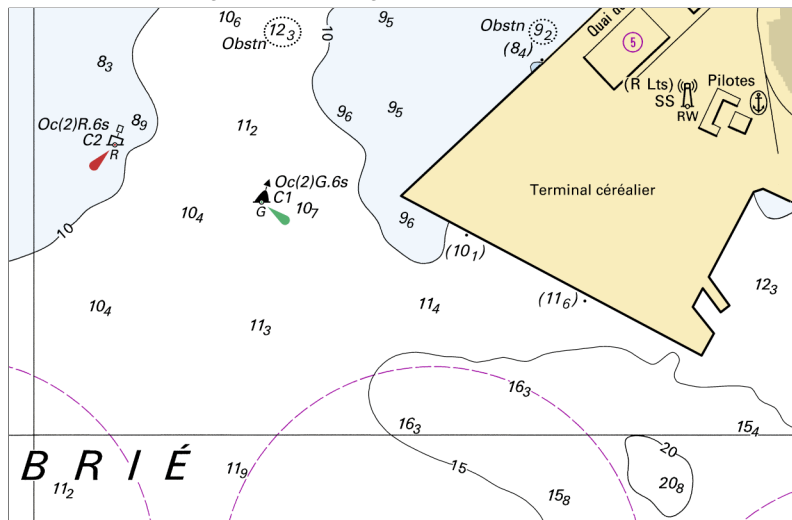 10₆
12₃
Obstn
10
9₅
Obstn
9₂
(8₄)
Quai de
5
8₃
(R Lts)
SS
RW
Pilotes
Oc(2)R.6s
C2
R
8₉
11₂
9₆
9₅
Oc(2)G.6s
C1
G
10₇
Terminal céréalier
10₄
9₆
10
(10₁)
12₃
(11₆)
10₄
11₃
11₄
16₃
16₃
15₄
B R I É
11₂
11₉
15
15₈
20
20₈